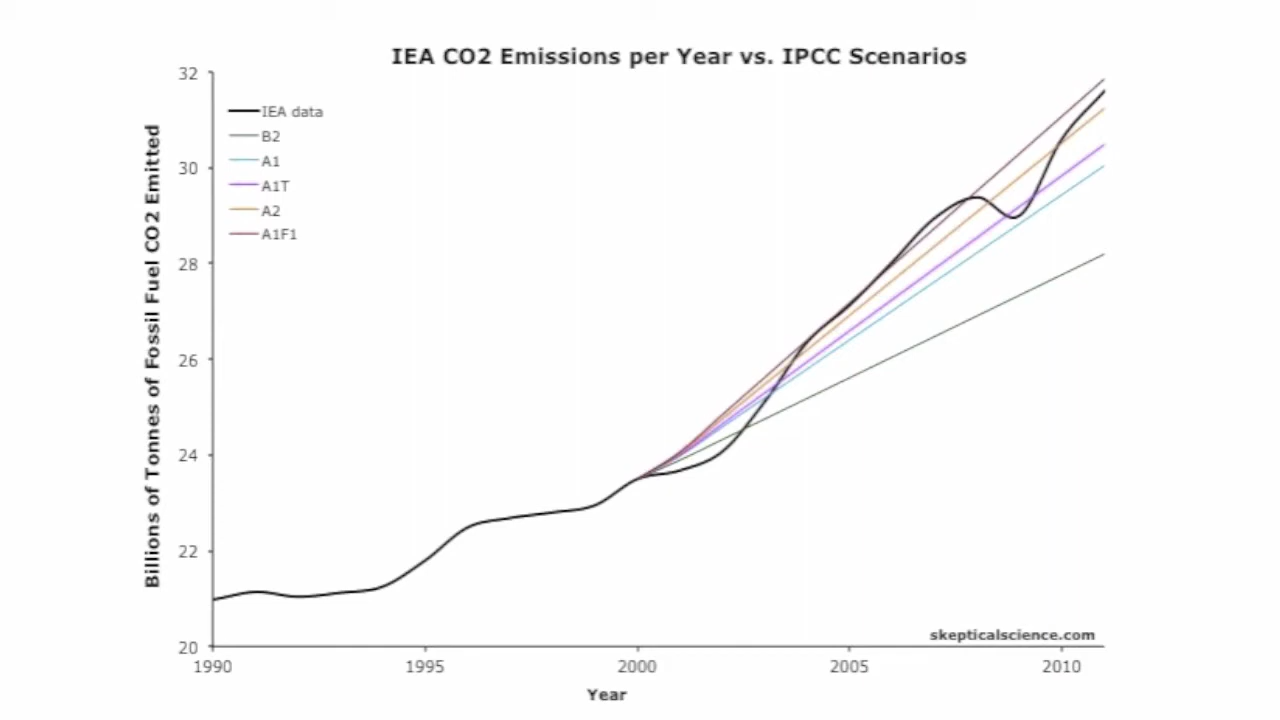 IEA CO2 Emissions per Year vs. IPCC Scenarios
Billions of Tonnes of Fossil Fuel CO2 Emitted
32
30
28
26
24
22
20
IEA data
B2
A1
A1T
A2
A1F1
skepticalscience.com
1990 1995 2000 2005 2010
Year